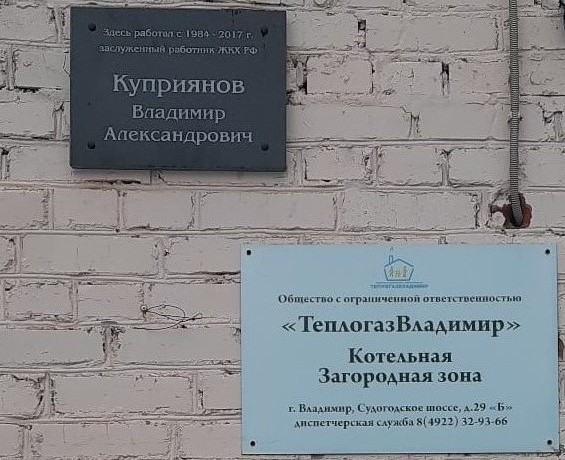 Здесь работал с 1984 - 2017 г.
заслуженный работник ЖКХ РФ
Куприянов
Владимир
Александрович
ТЕПЛОГАЗВЛАДИМИР
Общество с ограниченной ответственностью
«ТеплогазВладимир»
Котельная
Загородная зона
г. Владимир, Судогодское шоссе, д.29 «Б»
диспетчерская служба 8(4922) 32-93-66